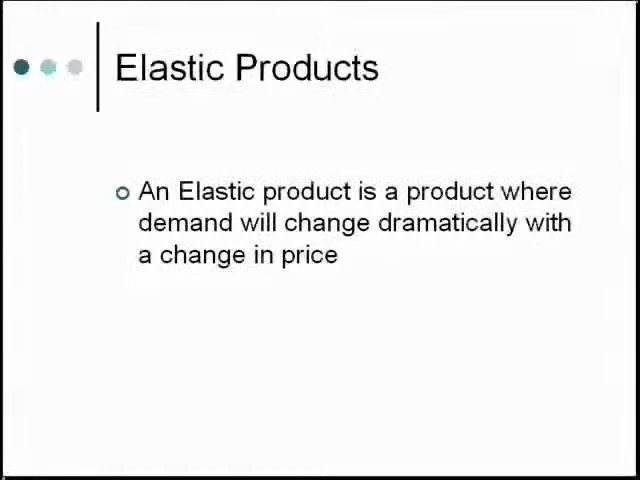 Elastic Products
An Elastic product is a product where
demand will change dramatically with
a change in price